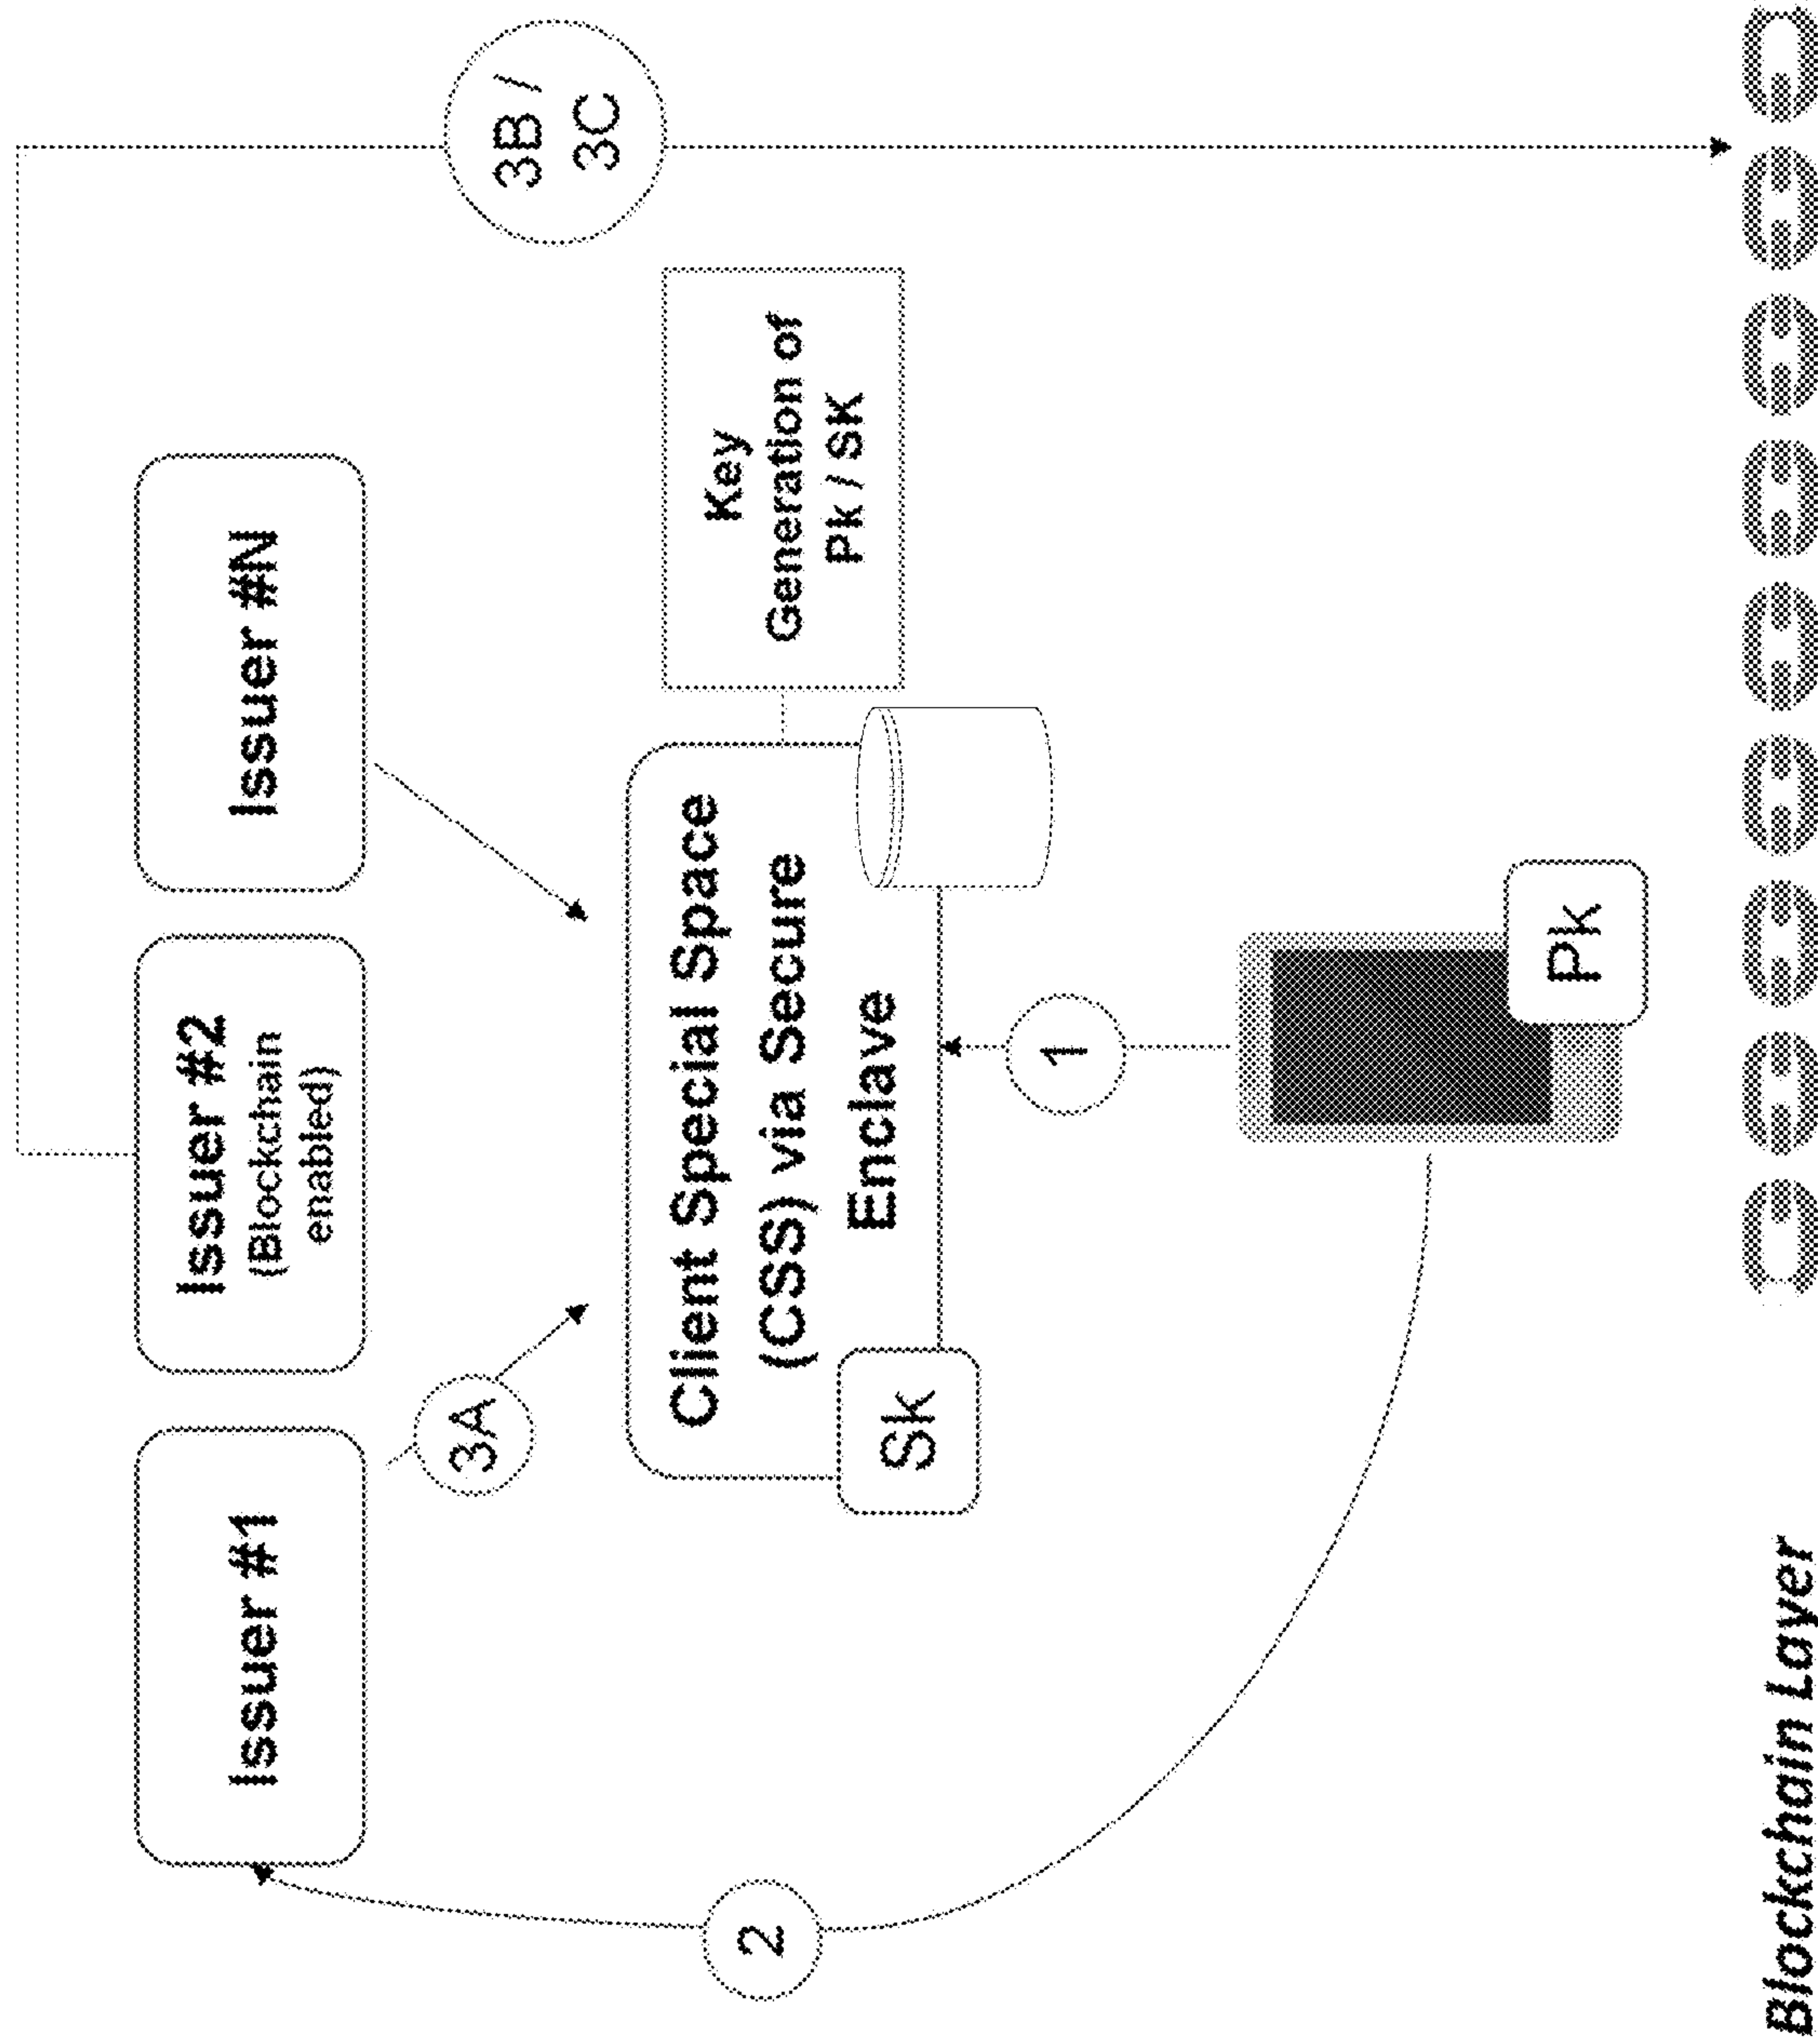 Issuer #1
Issuer #2
(Blockchain
enabled)
Issuer #N
3A
3B /
3C
Client Special Space
(CSS) via Secure
Enclave
Key
Generation of
Pk / SK
Sk
1
2
Pk
Blockchain Layer